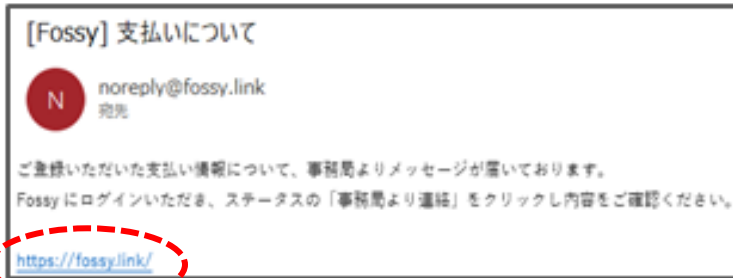 [Fossy] 支払いについて
N
noreply@fossy.link
宛先
ご登録いただいた支払い情報について、事務局よりメッセージが届いております。
Fossy にログインいただき、ステータスの「事務局より連絡」をクリックし内容をご確認ください。
https://fossy.link/